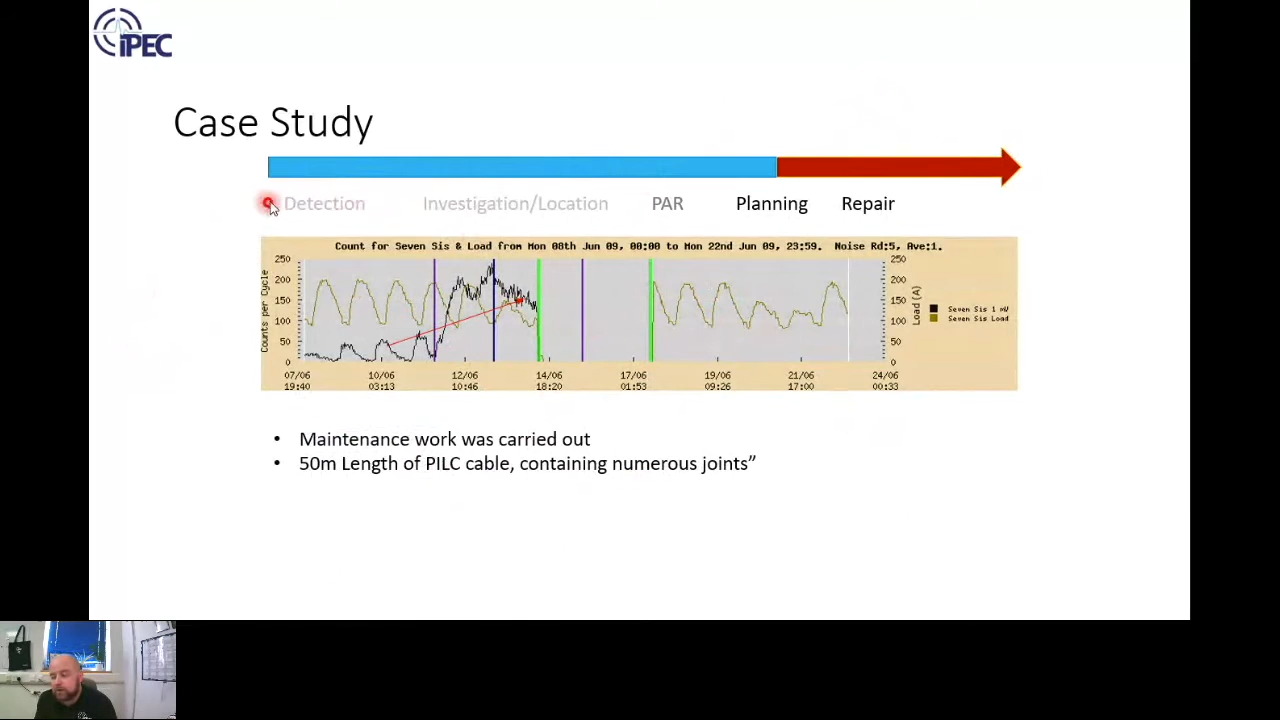 iPEC
Case Study
Detection Investigation/Location PAR Planning Repair
Count for Seven Sis & Load from Mon 08th Jun 09, 00:00 to Mon 22nd Jun 09, 23:59. Noise Rd:5, Ave:1.
Counts per Cycle
250
200
150
100
50
0
250
200
150
100
50
0
Load (A)
Seven Sis 1 mV
Seven Sis Load
07/06 10/06 12/06 14/06 17/06 19/06 21/06 24/06
19:40 03:13 10:46 18:20 01:53 09:26 17:00 00:33
• Maintenance work was carried out
• 50m Length of PILC cable, containing numerous joints”